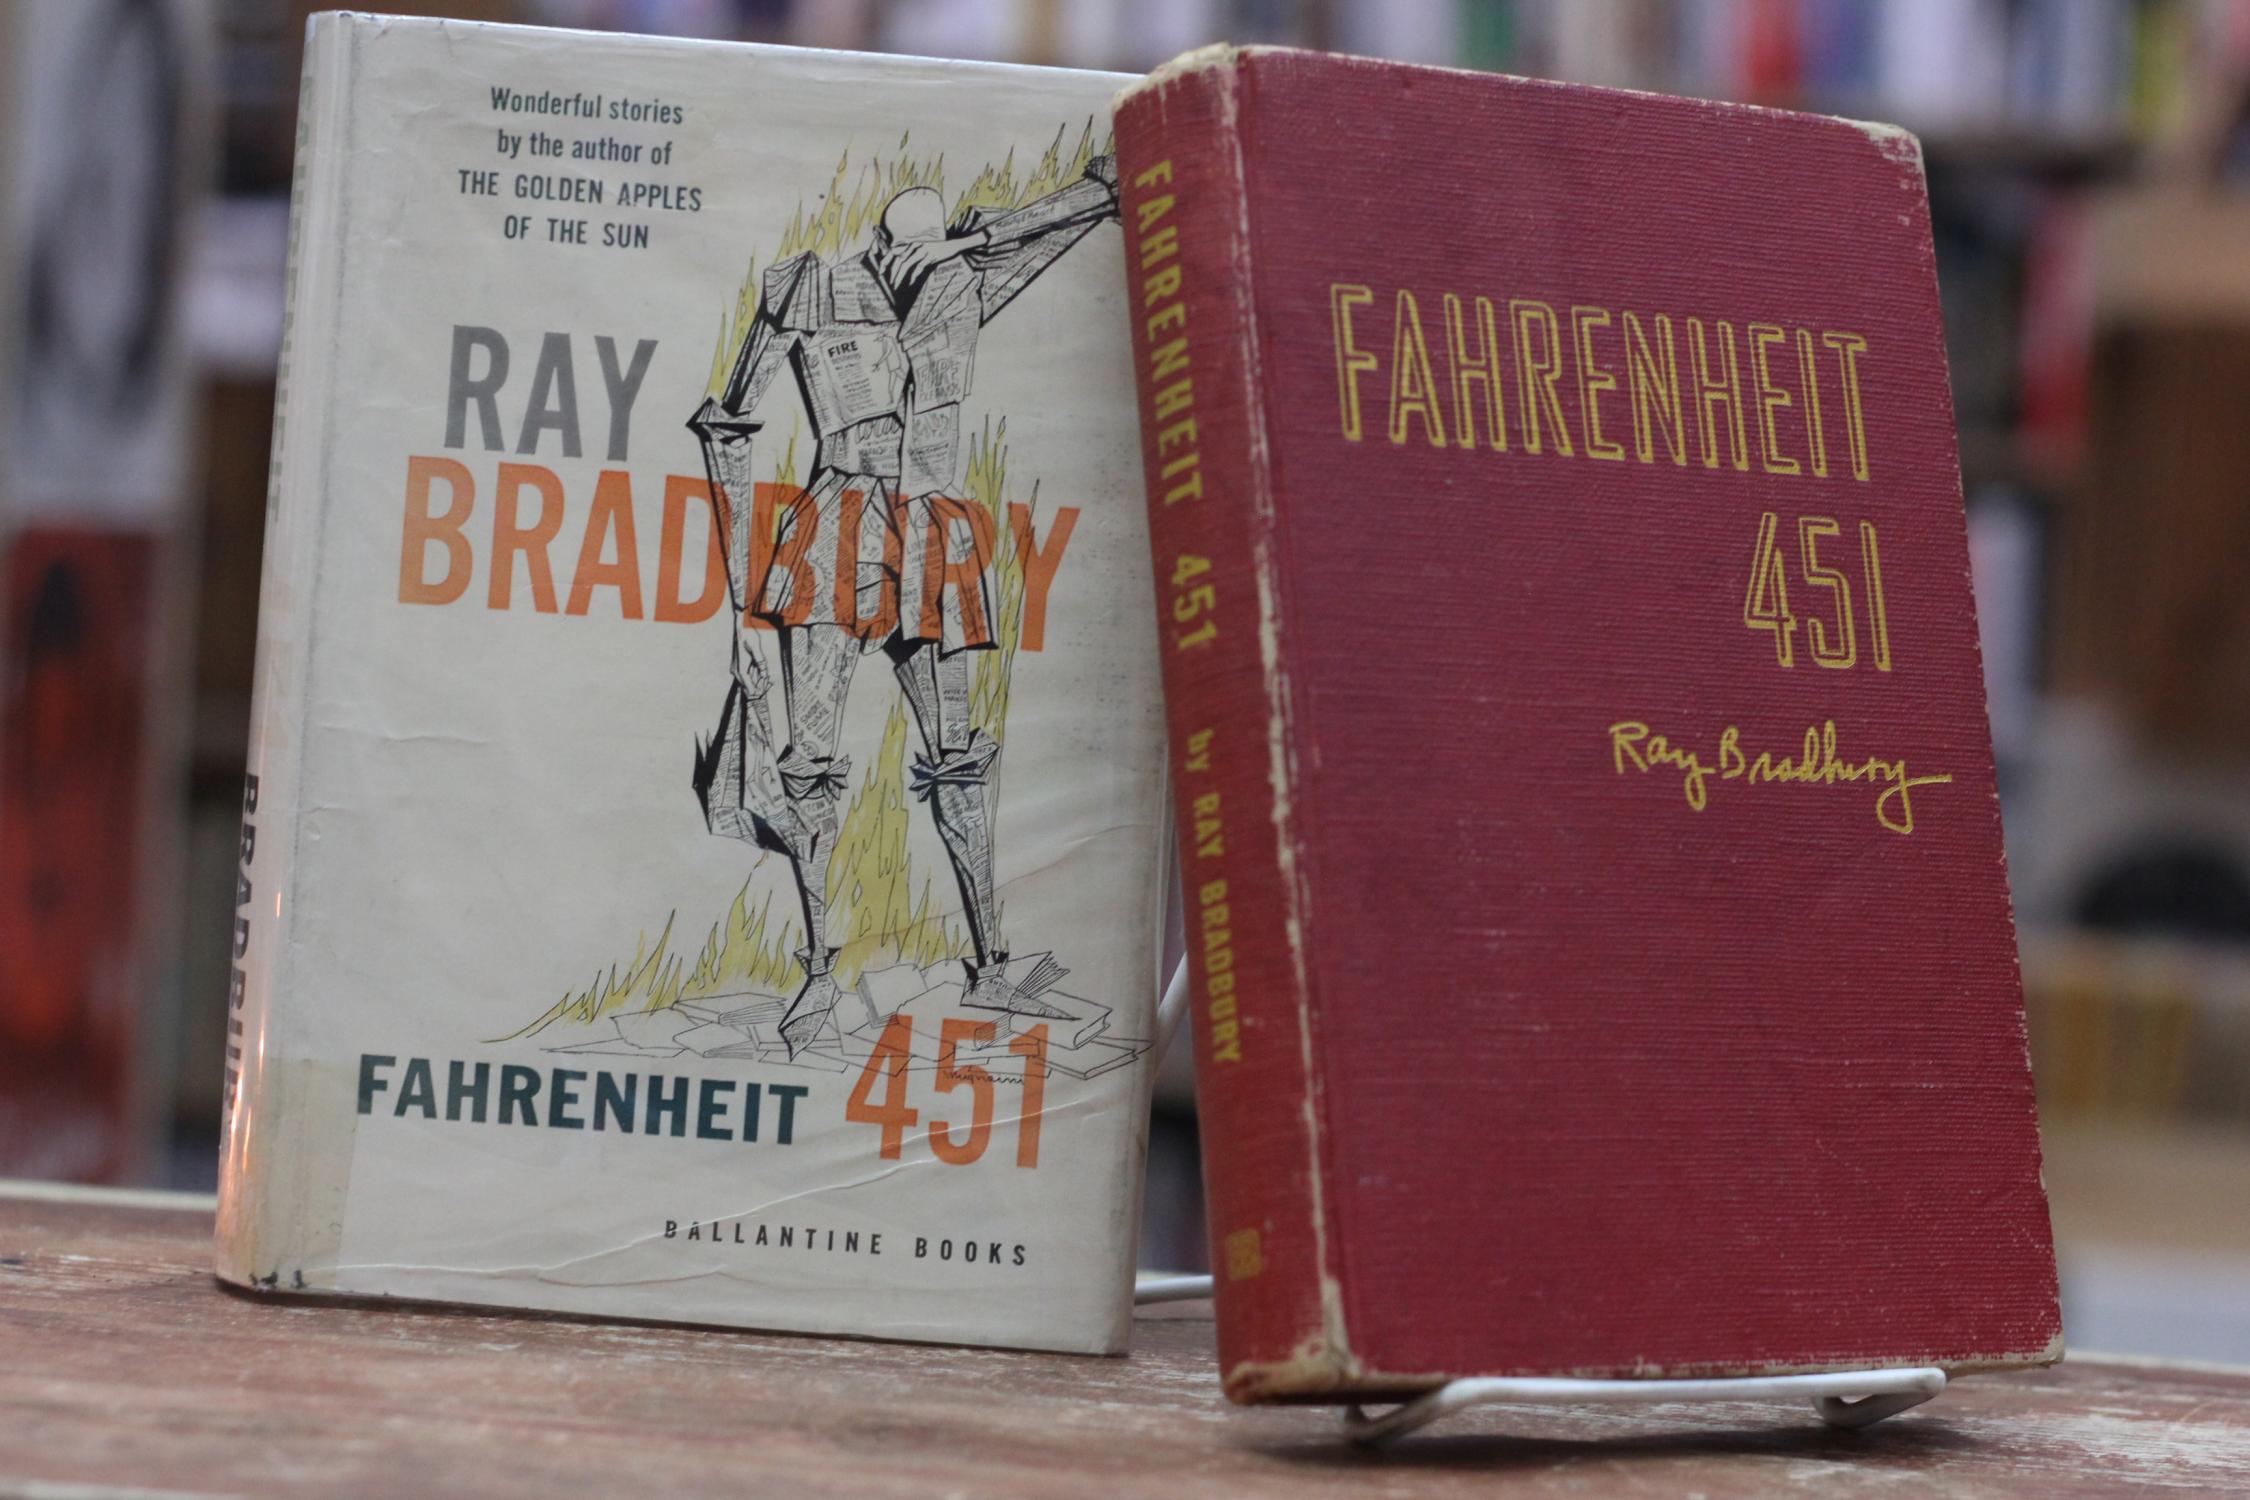 Wonderful stories
by the author of
THE GOLDEN APPLES
OF THE SUN
RAY
BRADBURY
FIRE
FAHRENHEIT 451
BALLANTINE BOOKS
BRADBURY
FAHRENHEIT 451 by RAY BRADBURY
FAHRENHEIT
451
Ray Bradbury